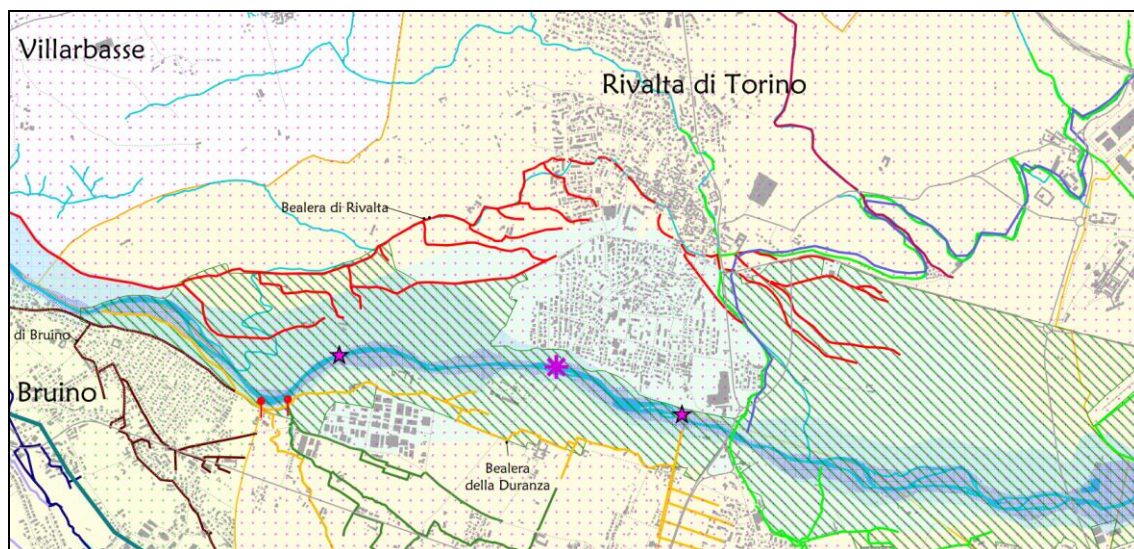 Villarbasse
Rivalta di Torino
Bealera di Rivalta
di Bruino
Bruino
Bealera
della Duranza